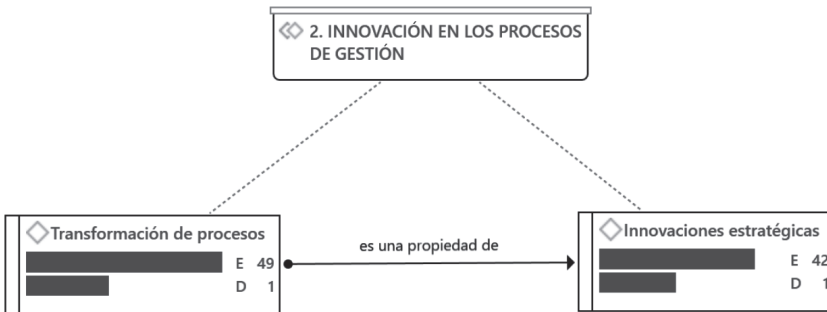 2. INNOVACIÓN EN LOS PROCESOS
DE GESTIÓN
Transformación de procesos
E 49
D 1
es una propiedad de
Innovaciones estratégicas
E 42
D 1